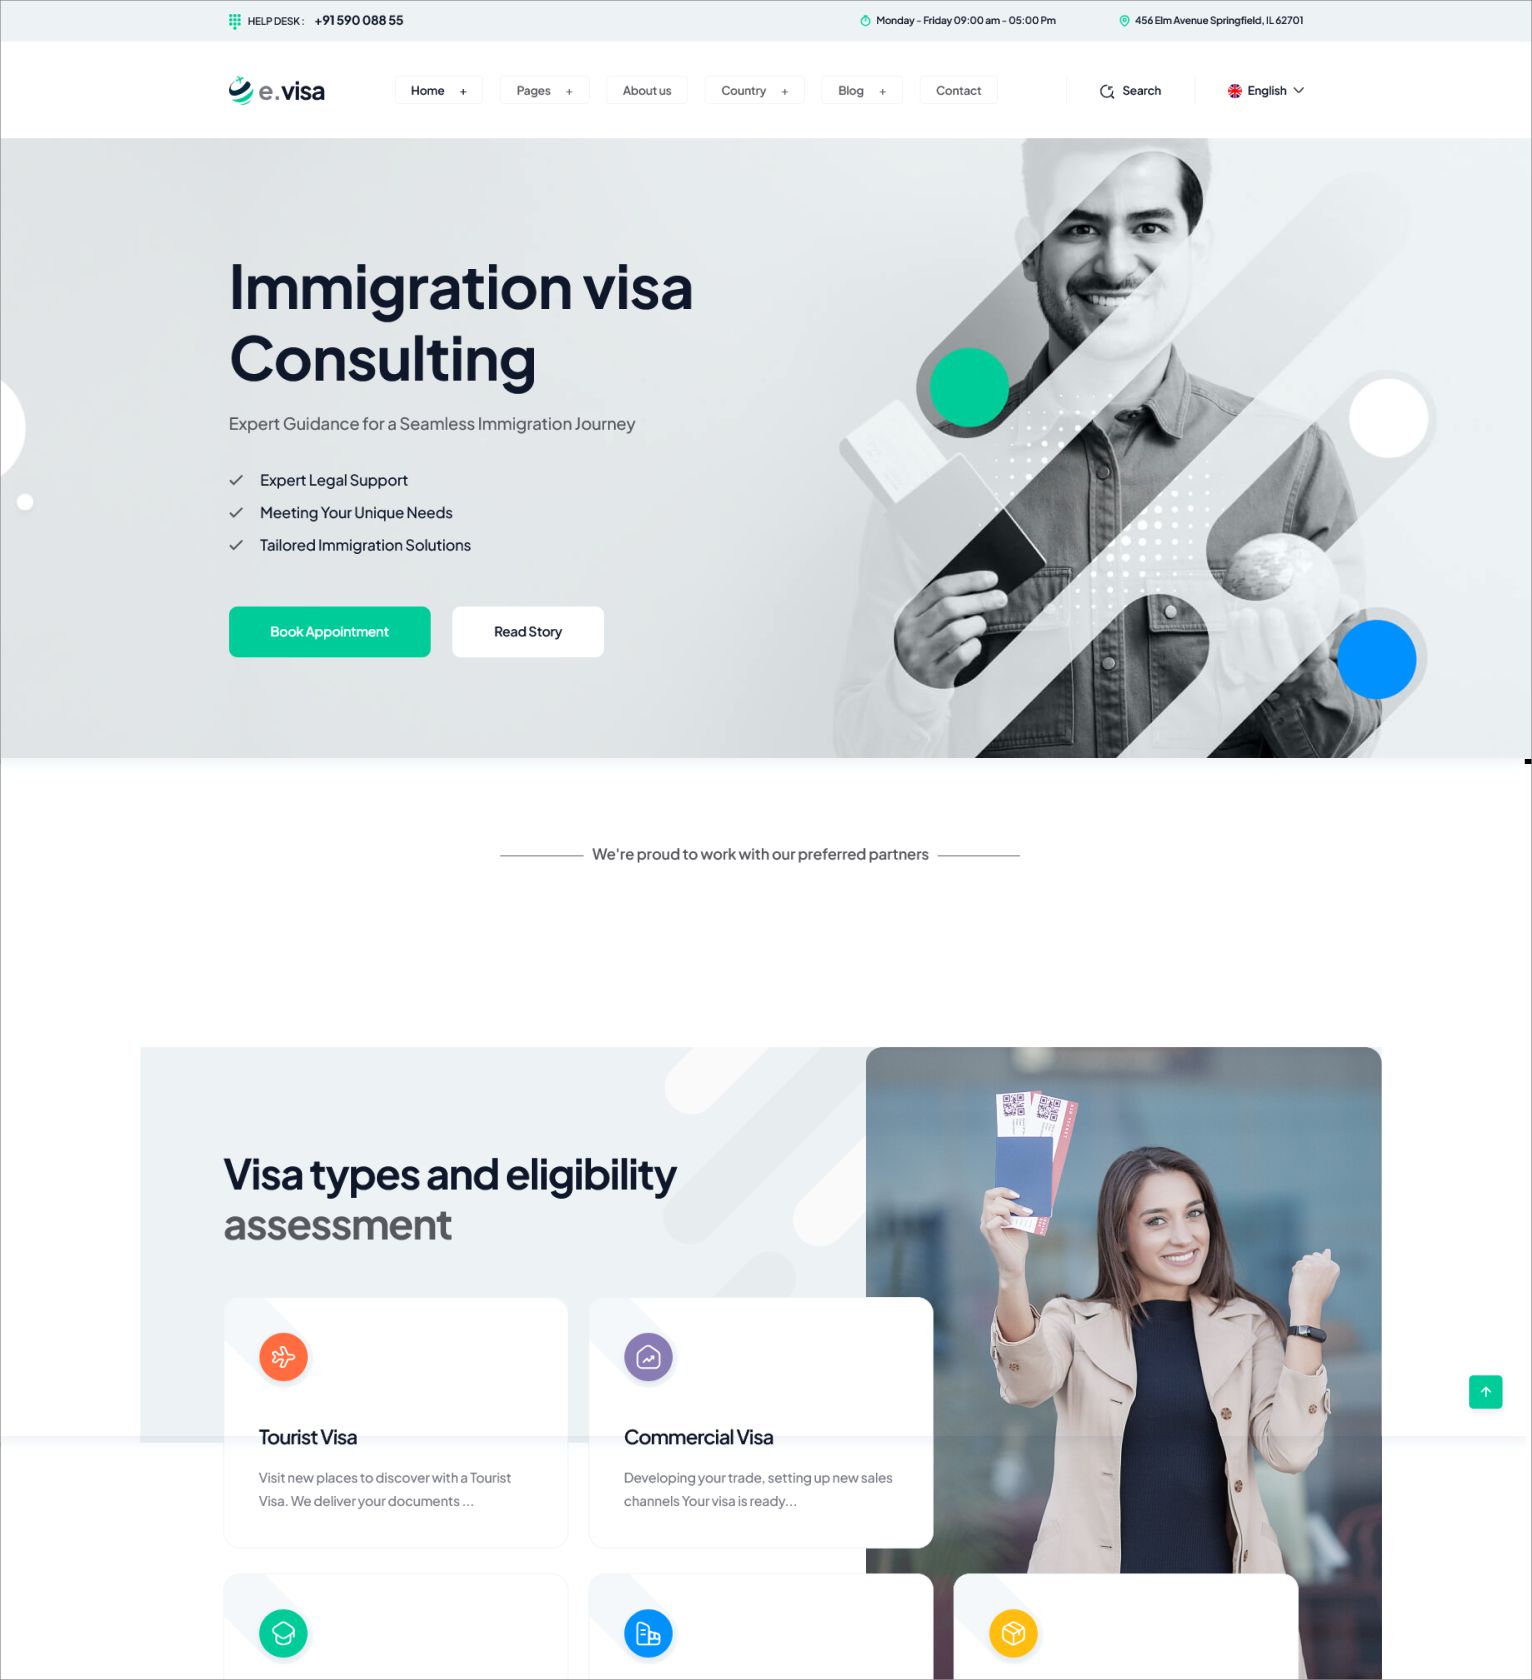 HELP DESK : +91 590 088 55
Monday - Friday 09:00 am - 05:00 Pm
456 Elm Avenue Springfield, IL 62701
e.visa
Home +
Pages +
About us
Country +
Blog +
Contact
Search
English
Immigration visa
Consulting
Expert Guidance for a Seamless Immigration Journey
Expert Legal Support
Meeting Your Unique Needs
Tailored Immigration Solutions
Book Appointment
Read Story
We're proud to work with our preferred partners
Visa types and eligibility
assessment
Tourist Visa
Visit new places to discover with a Tourist
Visa. We deliver your documents ...
Commercial Visa
Developing your trade, setting up new sales
channels Your visa is ready...